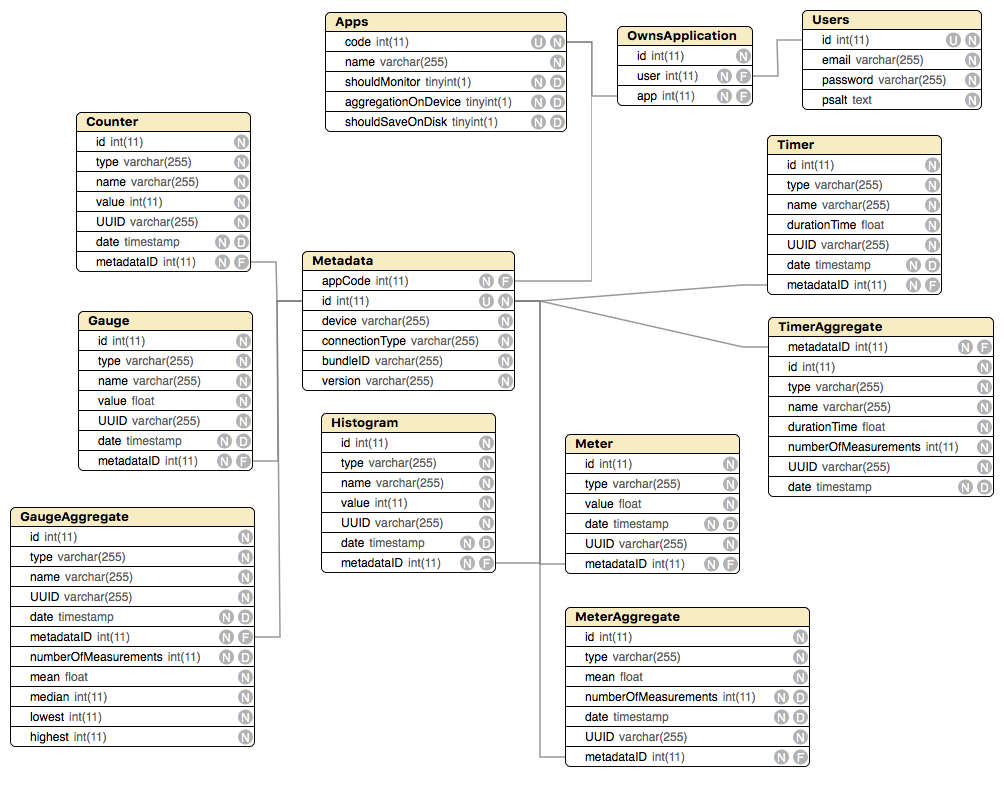 Apps
code int(11) U N
name varchar(255) N
shouldMonitor tinyint(1) N D
aggregationOnDevice tinyint(1) N D
shouldSaveOnDisk tinyint(1) N D
OwnsApplication
id int(11) N
user int(11) N F
app int(11) N F
Users
id int(11) U N
email varchar(255) N
password varchar(255) N
psalt text N
Counter
id int(11) N
type varchar(255) N
name varchar(255) N
value int(11) N
UUID varchar(255) N
date timestamp N D
metadataID int(11) N F
Timer
id int(11) N
type varchar(255) N
name varchar(255) N
durationTime float N
UUID varchar(255) N
date timestamp N D
metadataID int(11) N F
Metadata
appCode int(11) N F
id int(11) U N
device varchar(255) N
connectionType varchar(255) N
bundleID varchar(255) N
version varchar(255) N
Gauge
id int(11) N
type varchar(255) N
name varchar(255) N
value float N
UUID varchar(255) N
date timestamp N D
metadataID int(11) N F
TimerAggregate
metadataID int(11) N F
id int(11) N
type varchar(255) N
name varchar(255) N
durationTime float N
numberOfMeasurements int(11) N
UUID varchar(255) N
date timestamp N D
Histogram
id int(11) N
type varchar(255) N
name varchar(255) N
value int(11) N
UUID varchar(255) N
date timestamp N D
metadataID int(11) N F
Meter
id int(11) N
type varchar(255) N
value float N
date timestamp N D
UUID varchar(255) N
metadataID int(11) N F
GaugeAggregate
id int(11) N
type varchar(255) N
name varchar(255) N
UUID varchar(255) N
date timestamp N D
metadataID int(11) N F
numberOfMeasurements int(11) N D
mean float N
median int(11) N
lowest int(11) N
highest int(11) N
MeterAggregate
id int(11) N
type varchar(255) N
mean float N
numberOfMeasurements int(11) N D
date timestamp N D
UUID varchar(255) N
metadataID int(11) N F